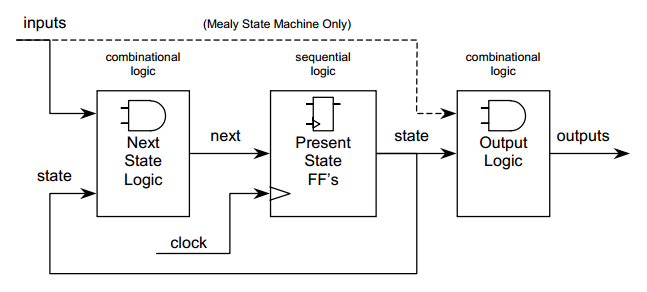 inputs
(Mealy State Machine Only)
combinational
logic
sequential
logic
combinational
logic
Next
State
Logic
next
Present
State
FF's
state
Output
Logic
outputs
state
clock